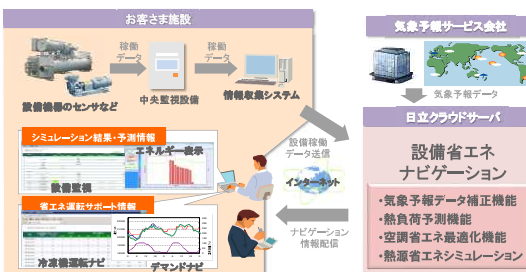 お客さま施設
稼働
データ
稼働
データ
設備機器のセンサなど
中央監視設備
情報収集システム
シミュレーション結果・予測情報
エネルギー表示
設備監視
省エネ運転サポート情報
冷凍機運転ナビ
デマンドナビ
設備稼働
データ送信
インターネット
ナビゲーション
情報配信
気象予報サービス会社
気象予報データ
日立クラウドサーバ
設備省エネ
ナビゲーション
・気象予報データ補正機能
・熱負荷予測機能
・空調省エネ最適化機能
・熱源省エネシミュレーション